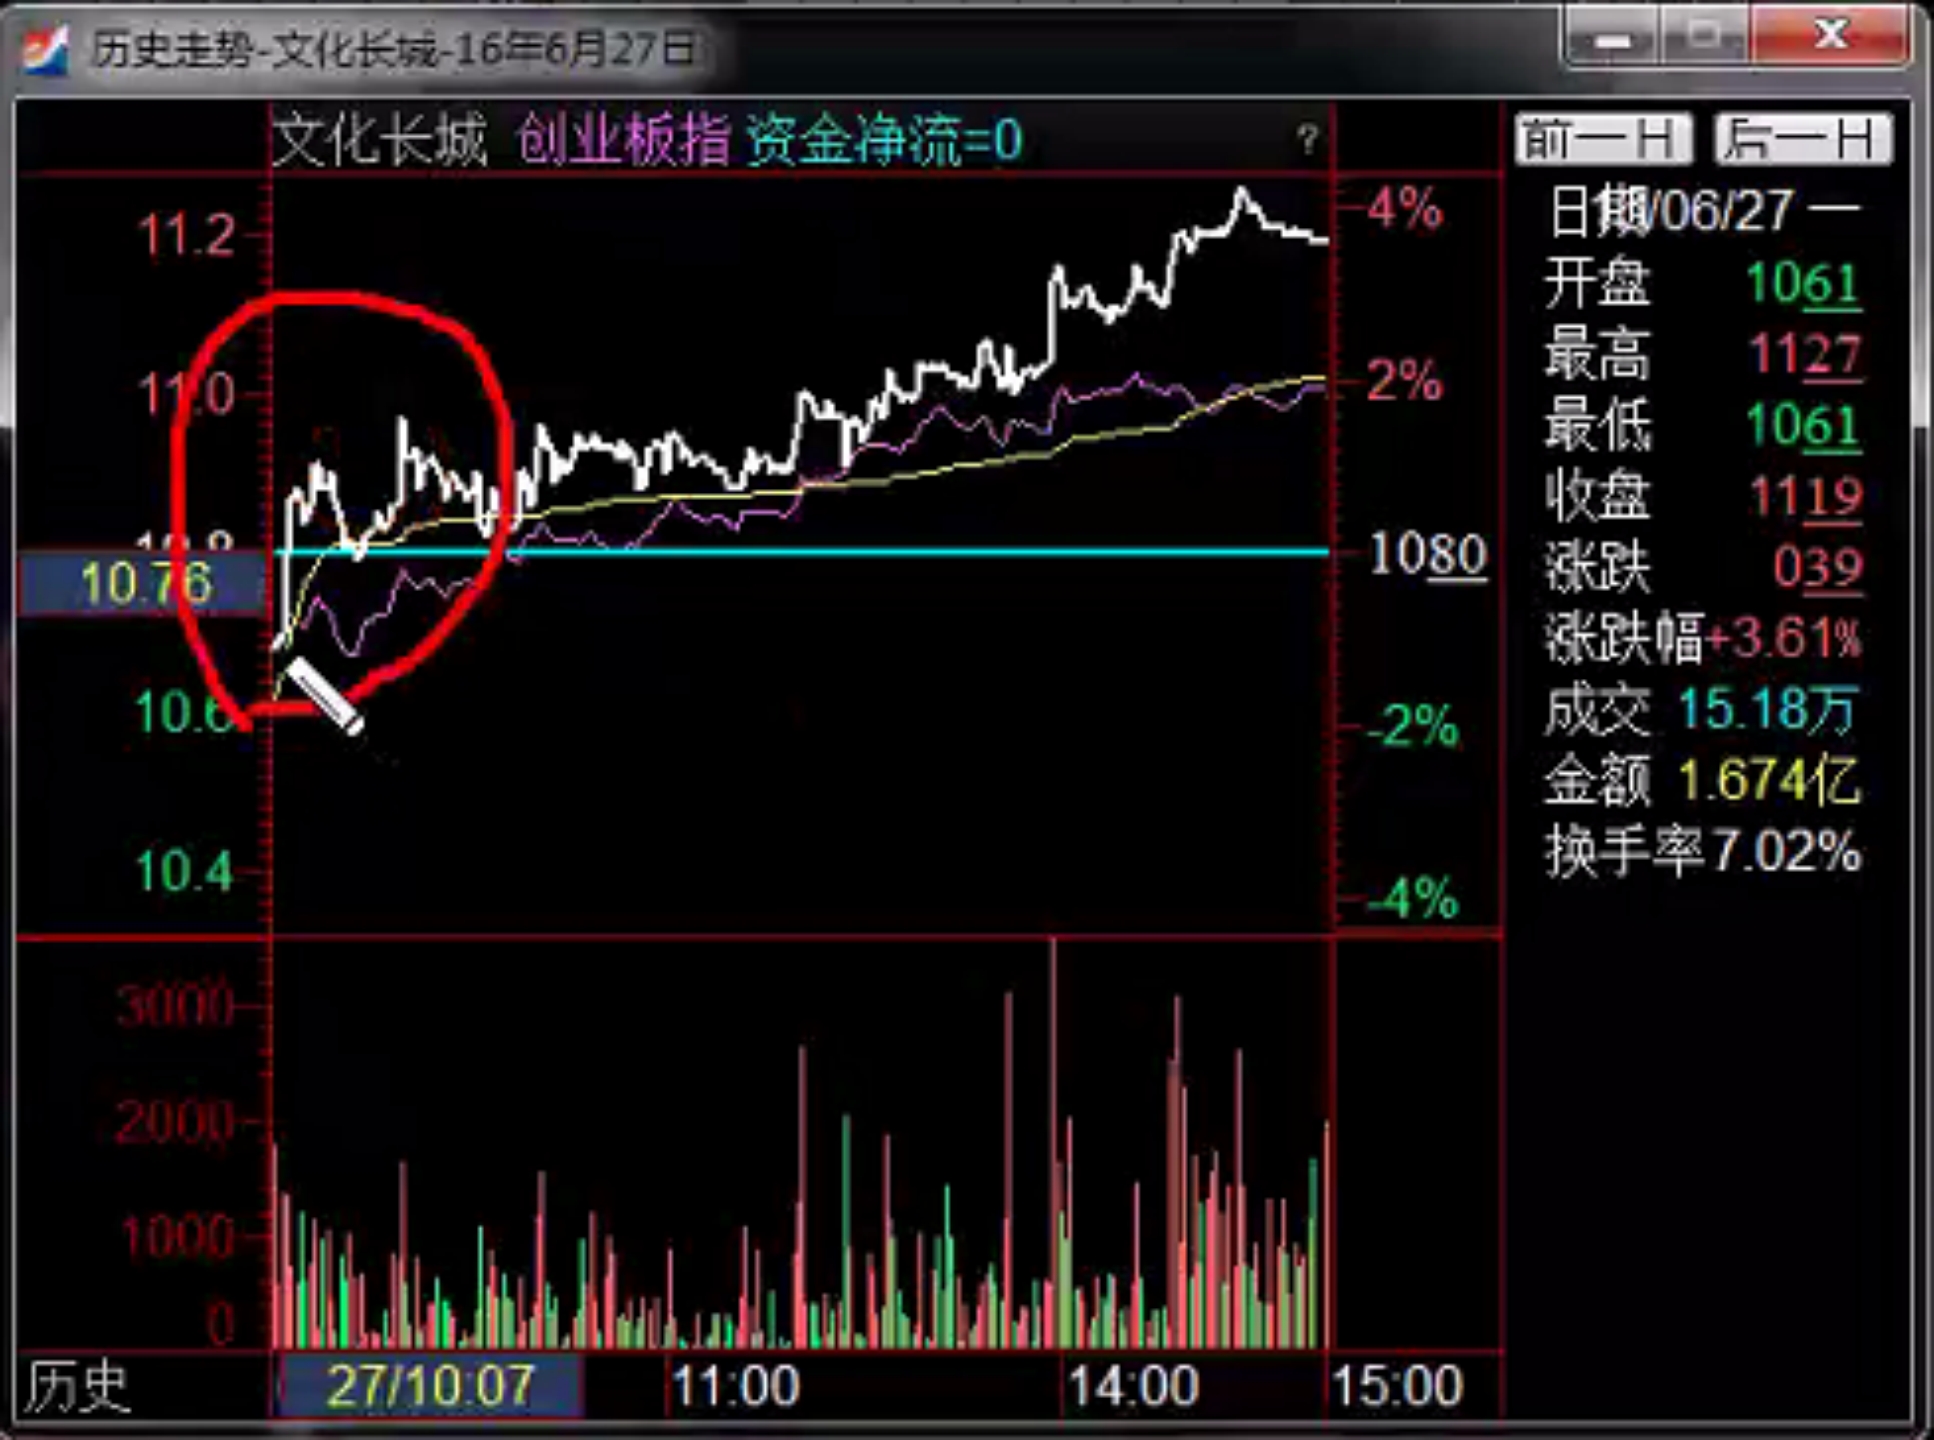 历史走势-文化长城-16年6月27日
文化长城 创业板指 资金净流=0 ?
前一日 后一日
11.2
11.0
10.8
10.76
10.6
10.4
4%
2%
1080
-2%
-4%
日期 /06/27 一
开盘 1061
最高 1127
最低 1061
收盘 1119
涨跌 039
涨跌幅+3.61%
成交 15.18万
金额 1.674亿
换手率7.02%
3000
2000
1000
0
历史 27/10:07 11:00 14:00 15:00